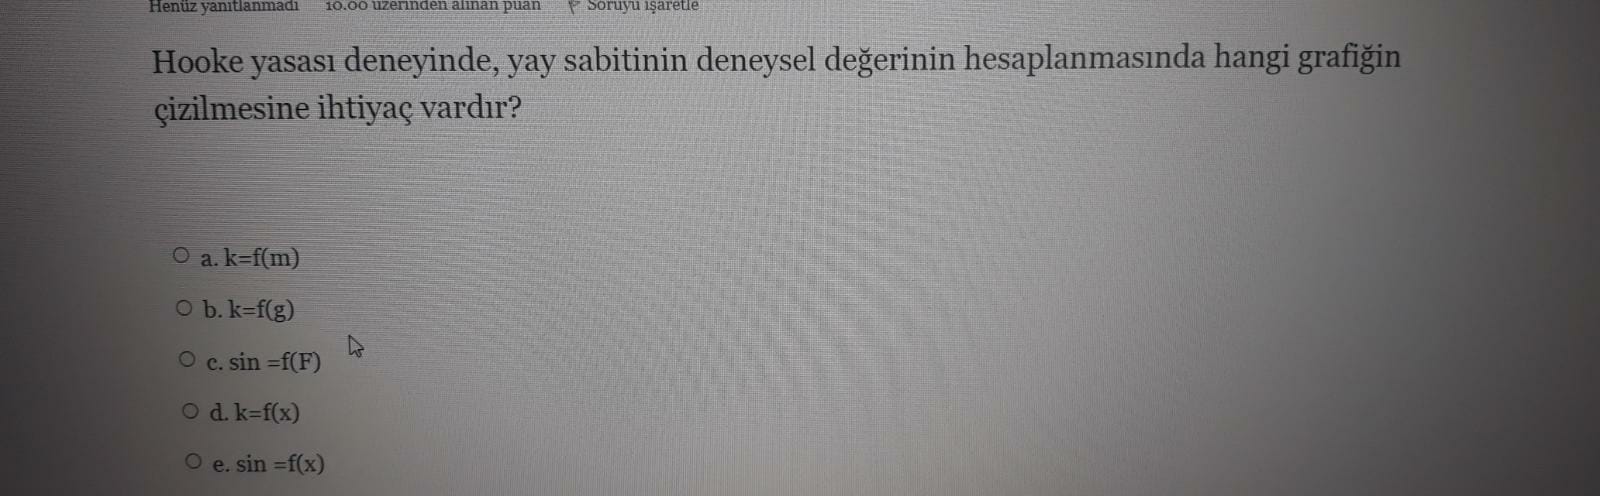 Henüz yanıtlanmadı 10.00 üzerinden alınan puan Soruyu işaretle
Hooke yasası deneyinde, yay sabitinin deneysel değerinin hesaplanmasında hangi grafiğin
çizilmesine ihtiyaç vardır?
a. k=f(m)
b. k=f(g)
c. sin =f(F)
d. k=f(x)
e. sin =f(x)